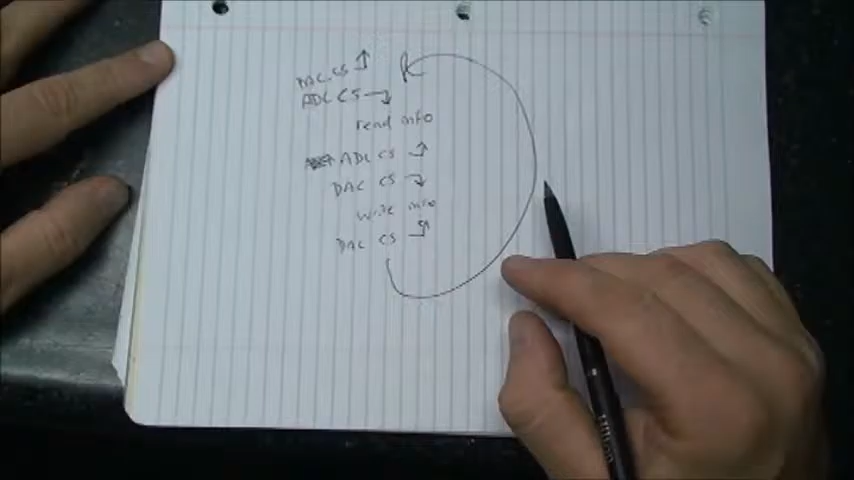 DAC CS ↑
ADC CS ↓
read info
ADC CS ↑
DAC CS ↓
write info
DAC CS ↑